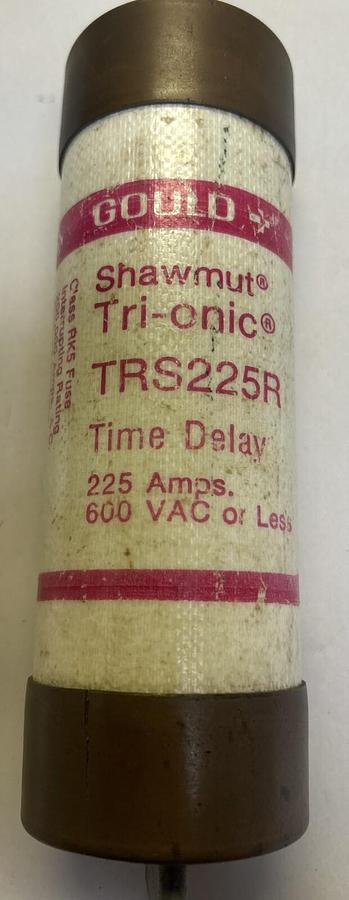 GOULD
Shawmut®
Tri-onic®
TRS225R
Time Delay
225 Amps.
600 VAC or Less
Class RK5 Fuse
Interrupting Rating